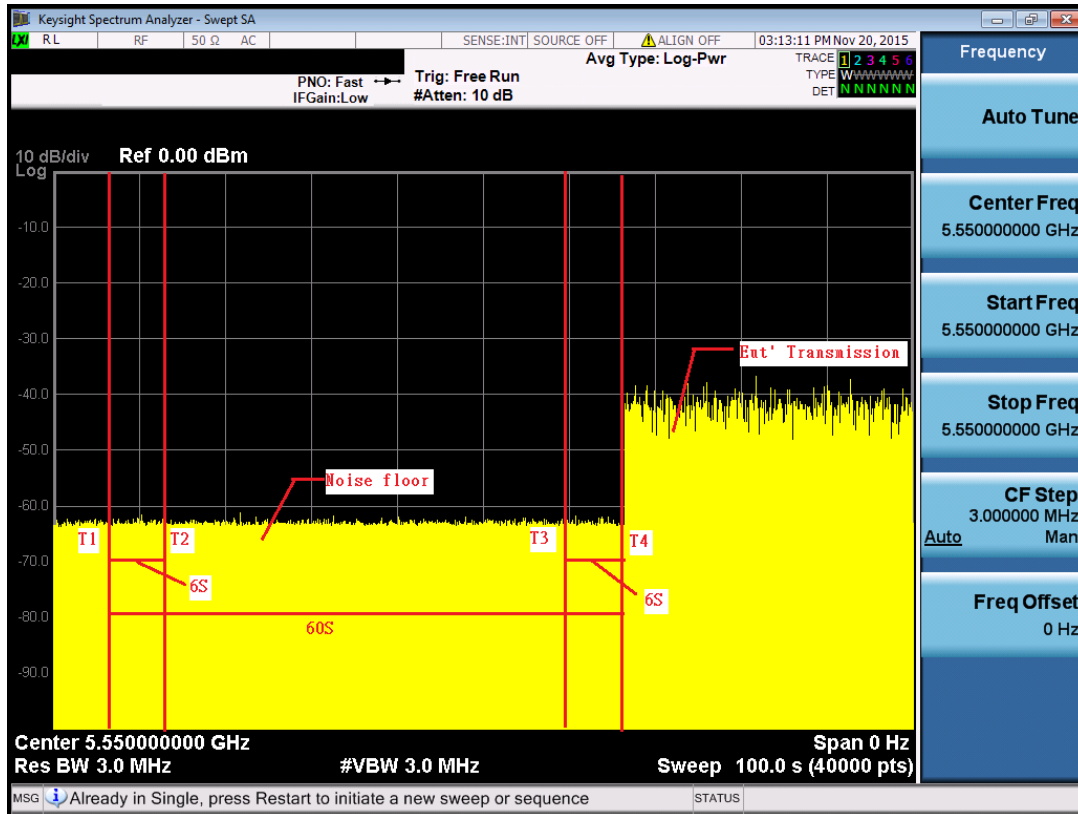 Keysight Spectrum Analyzer - Swept SA
LXI RL RF 50 Ω AC SENSE:INT SOURCE OFF ALIGN OFF 03:13:11 PM Nov 20, 2015
Avg Type: Log-Pwr
TRACE 1 2 3 4 5 6
TYPE WWWWWW
DET N N N N N N
PNO: Fast
IFGain:Low
Trig: Free Run
#Atten: 10 dB
10 dB/div
Log
Ref 0.00 dBm
-10.0
-20.0
-30.0
-40.0
-50.0
-60.0
-70.0
-80.0
-90.0
Eut' Transmission
Noise floor
T1
T2
T3
T4
6S
6S
60S
Center 5.550000000 GHz
Span 0 Hz
Res BW 3.0 MHz
#VBW 3.0 MHz
Sweep 100.0 s (40000 pts)
MSG Already in Single, press Restart to initiate a new sweep or sequence
STATUS
Frequency
Auto Tune
Center Freq
5.550000000 GHz
Start Freq
5.550000000 GHz
Stop Freq
5.550000000 GHz
CF Step
3.000000 MHz
Auto Man
Freq Offset
0 Hz